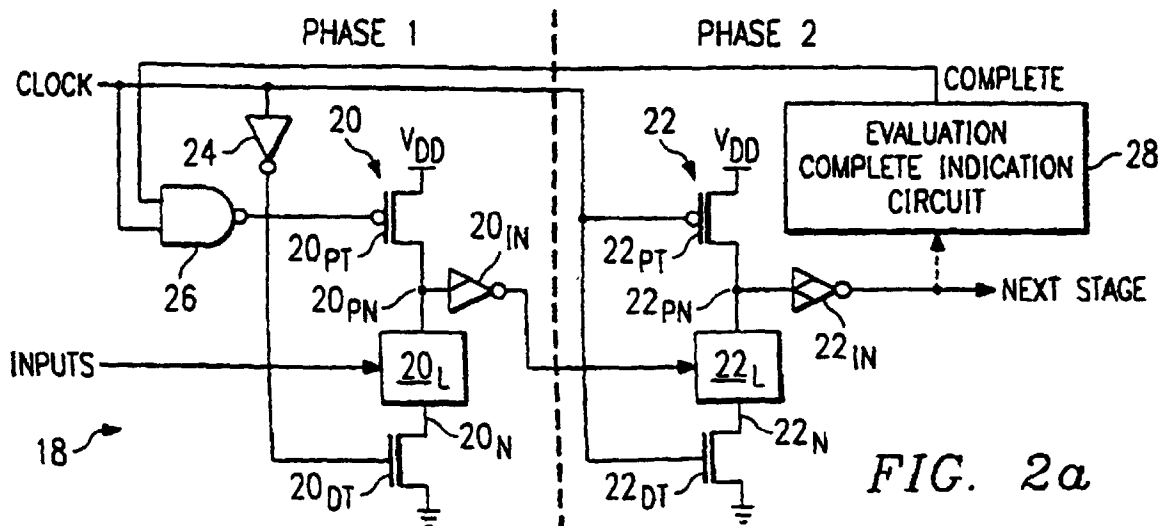 PHASE 1
PHASE 2
CLOCK
COMPLETE
24
20
VDD
22
VDD
EVALUATION
COMPLETE INDICATION
CIRCUIT
28
26
20PT
20IN
22PT
20PN
22PN
NEXT STAGE
22IN
INPUTS
20L
22L
18
20N
22N
20DT
22DT
FIG. 2a